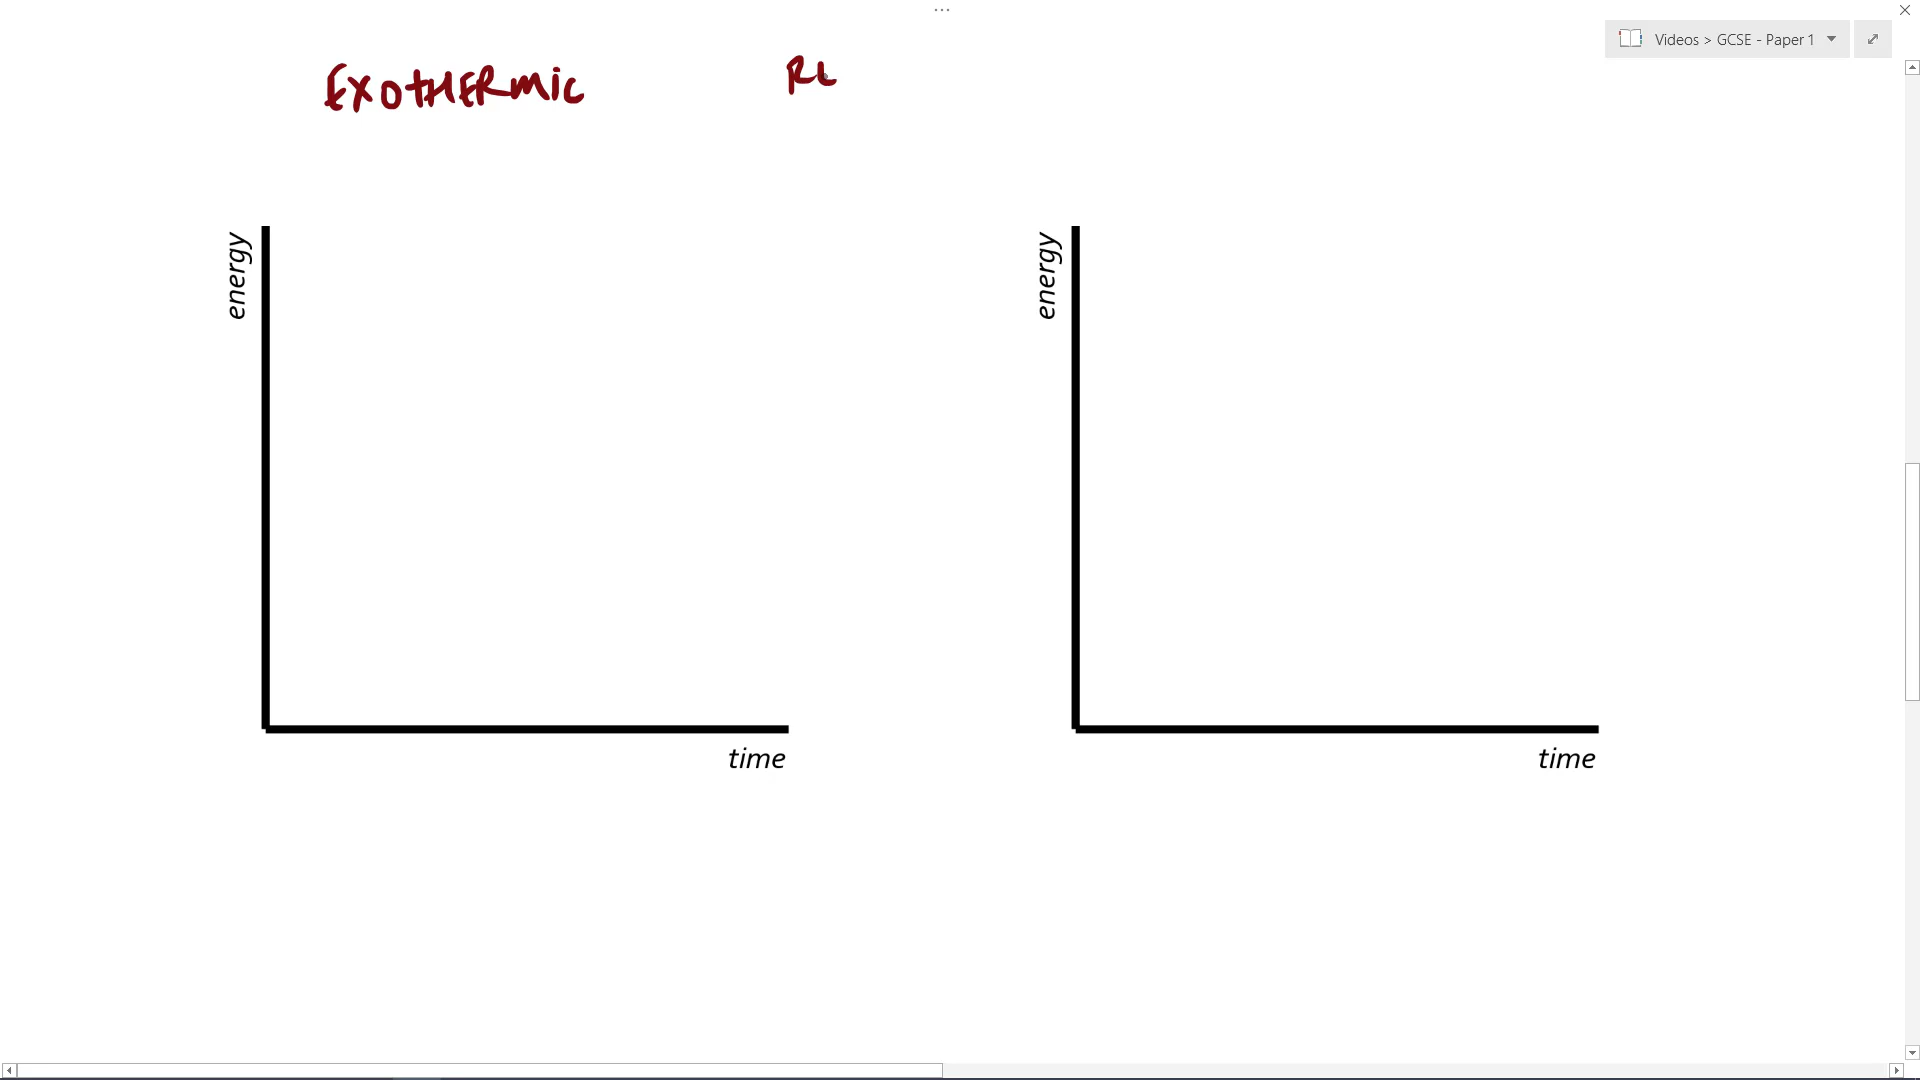 Videos > GCSE - Paper 1
EXOTHERMIC
energy
energy
time
time